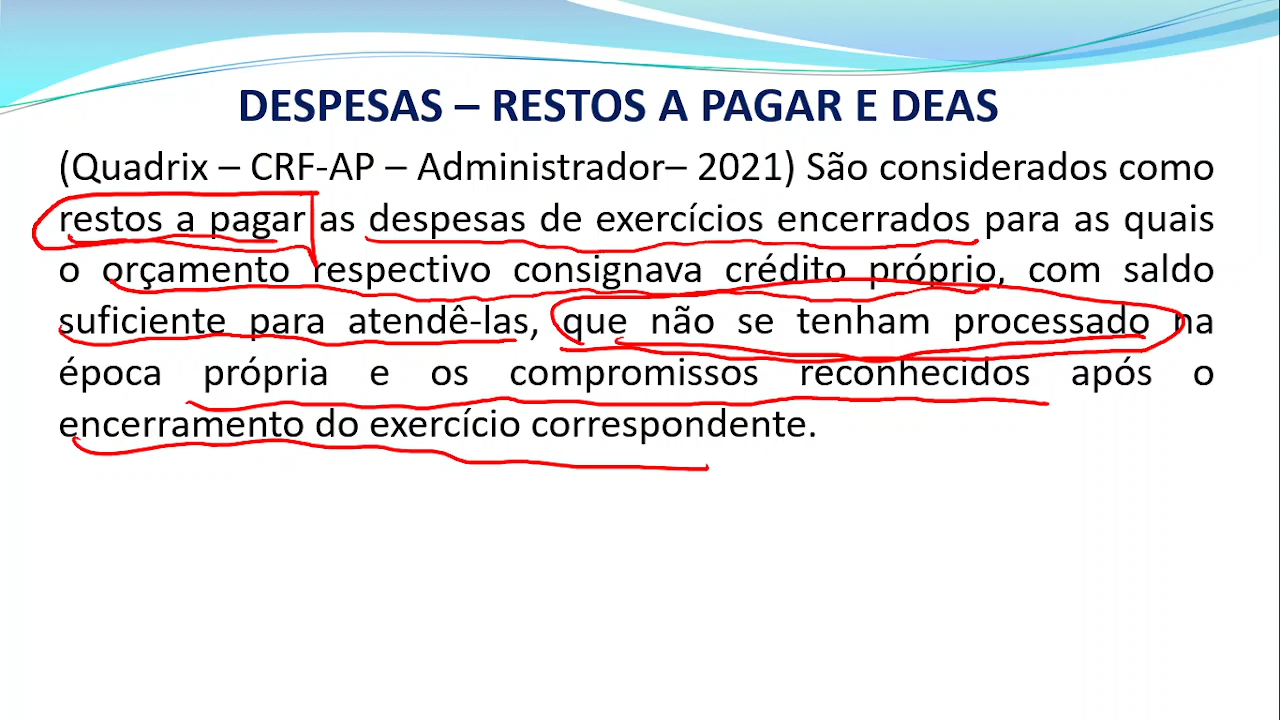 DESPESAS – RESTOS A PAGAR E DEAS
(Quadrix – CRF-AP – Administrador– 2021) São considerados como
restos a pagar as despesas de exercícios encerrados para as quais
o orçamento respectivo consignava crédito próprio, com saldo
suficiente para atendê-las, que não se tenham processado na
época própria e os compromissos reconhecidos após o
encerramento do exercício correspondente.